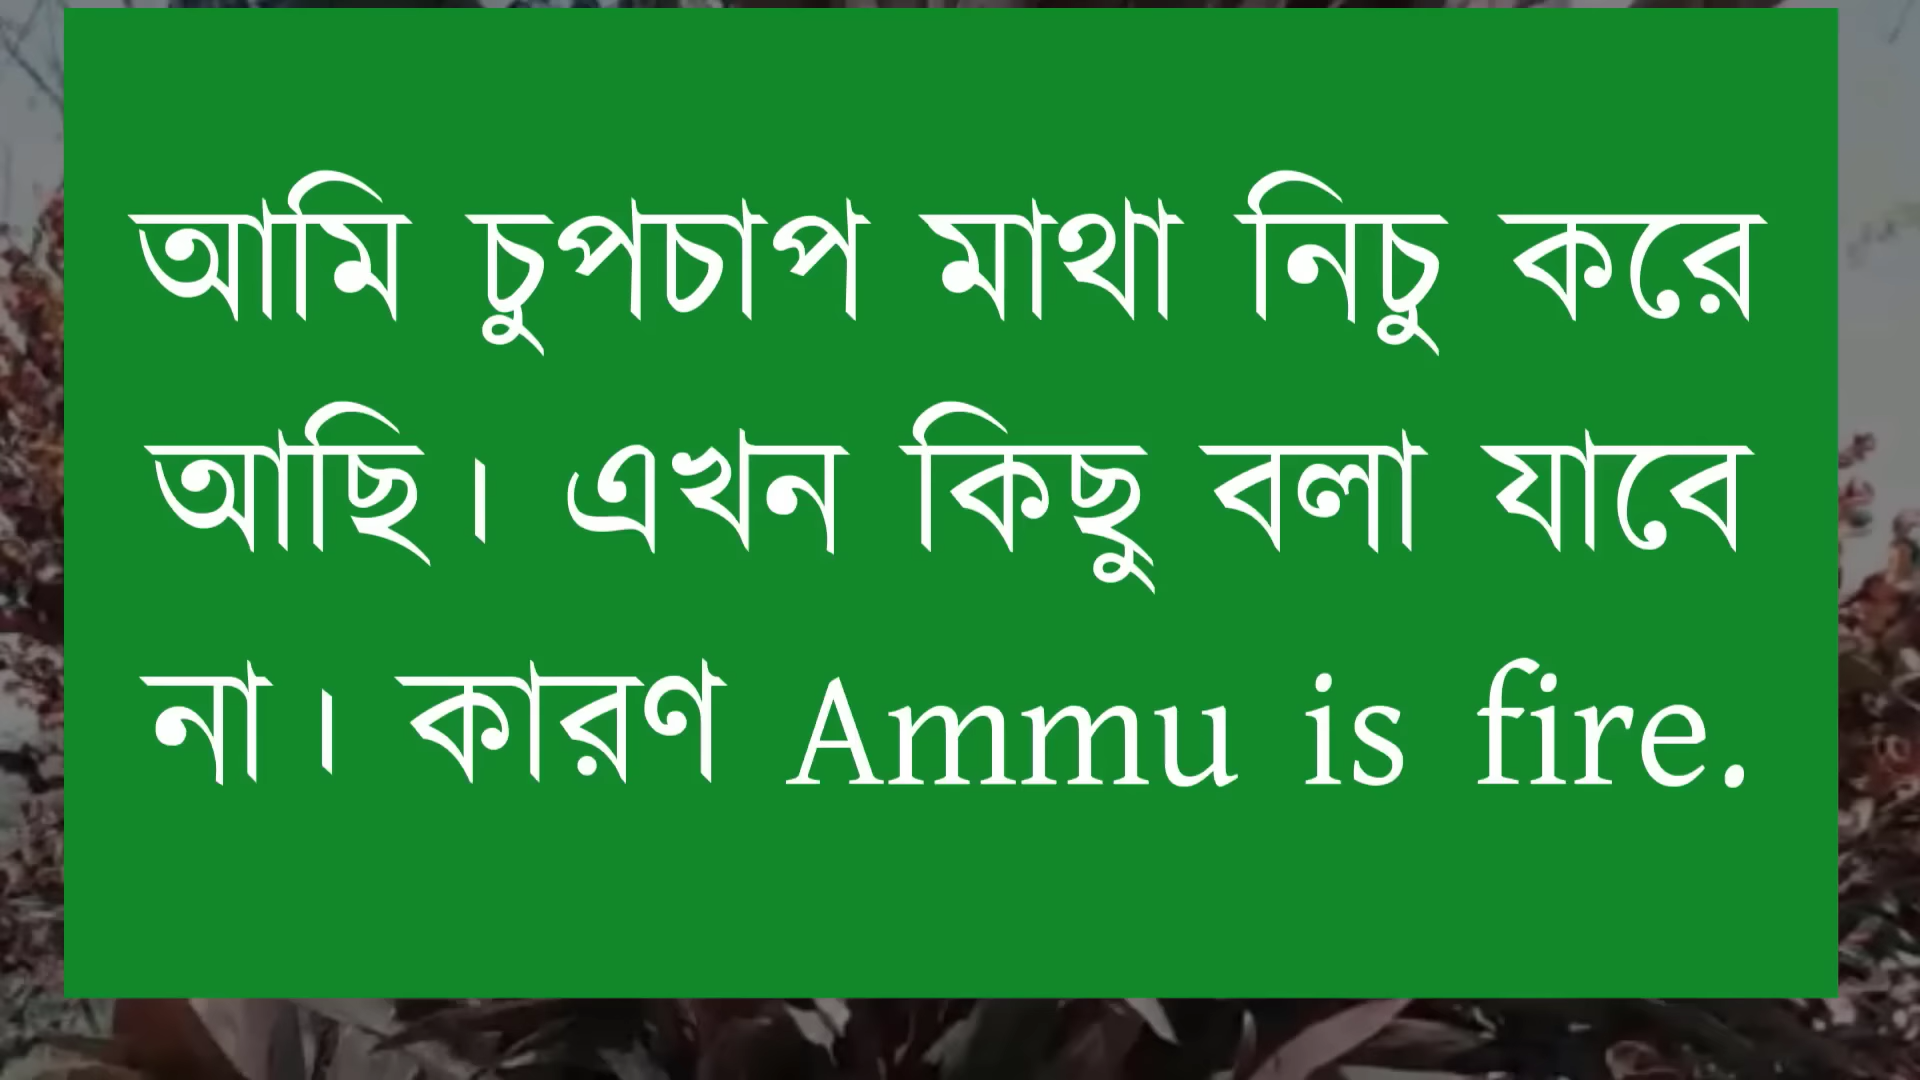 আমি চুপচাপ মাথা নিচু করে
আছি। এখন কিছু বলা যাবে
না। কারণ Ammu is fire.